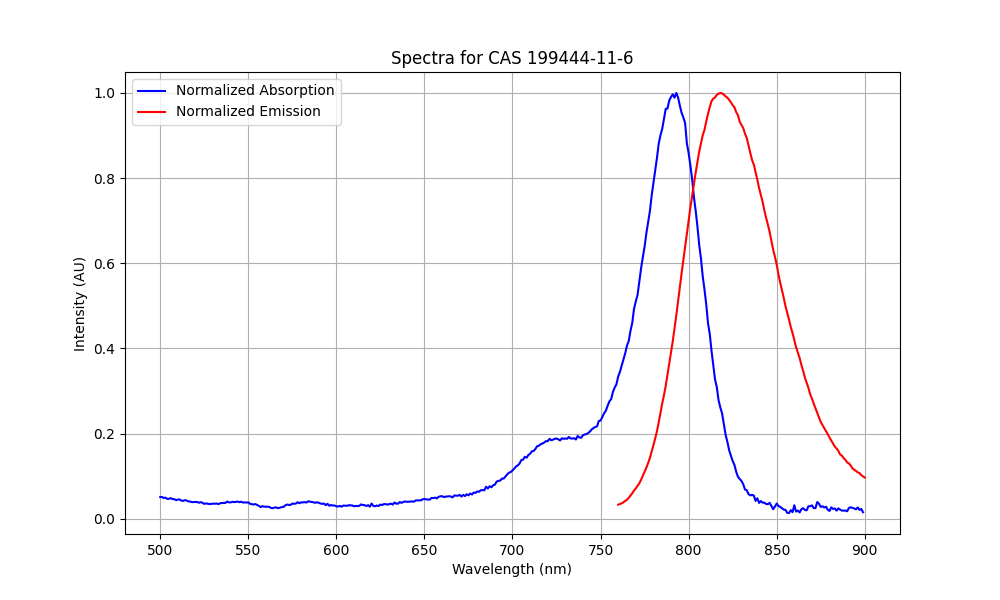 Spectra for CAS 199444-11-6
Normalized Absorption
Normalized Emission
Intensity (AU)
1.0
0.8
0.6
0.4
0.2
0.0
500 550 600 650 700 750 800 850 900
Wavelength (nm)